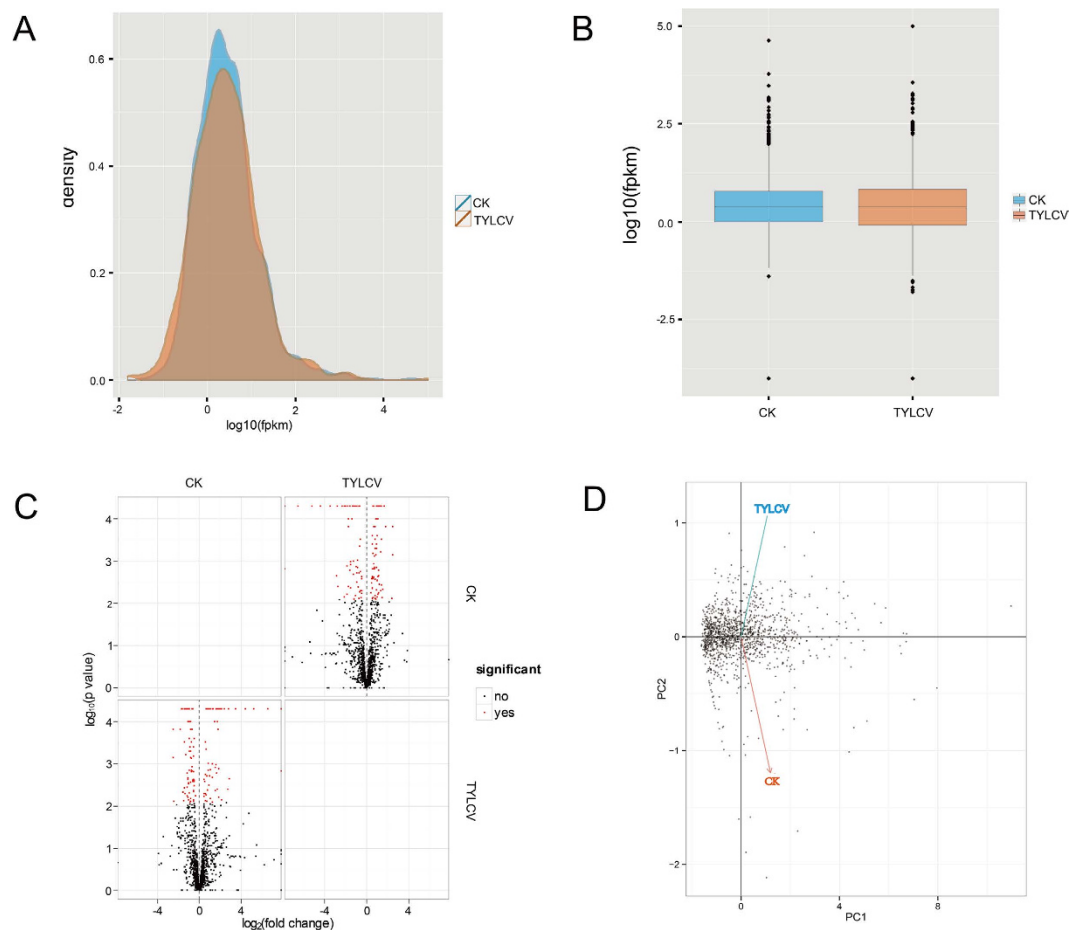 A
density
0.6
0.4
0.2
0.0
-2
0
2
4
log10(fpkm)
CK
TYLCV
B
log10(fpkm)
5.0
2.5
0.0
-2.5
CK
TYLCV
CK
TYLCV
C
CK
TYLCV
4
3
2
1
0
CK
log₁₀(p value)
4
3
2
1
0
TYLCV
-4
0
4
-4
0
4
log₂(fold change)
significant
no
yes
D
TYLCV
CK
PC2
1
0
-1
-2
0
4
8
PC1